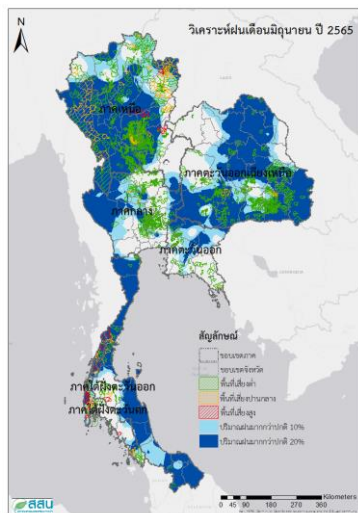 N
วิเคราะห์ฝนเดือนมิถุนายน ปี 2565
ภาคเหนือ
ภาคตะวันออกเฉียงเหนือ
ภาคกลาง
ภาคตะวันออก
ภาคใต้ฝั่งตะวันออก
ภาคใต้ฝั่งตะวันตก
สัญลักษณ์
ขอบเขตภาค
ขอบเขตจังหวัด
พื้นที่เสี่ยงต่ำ
พื้นที่เสี่ยงปานกลาง
พื้นที่เสี่ยงสูง
ปริมาณฝนมากกว่าปกติ 10%
ปริมาณฝนมากกว่าปกติ 20%
Kilometers
0 45 90 180 270 360
สสน